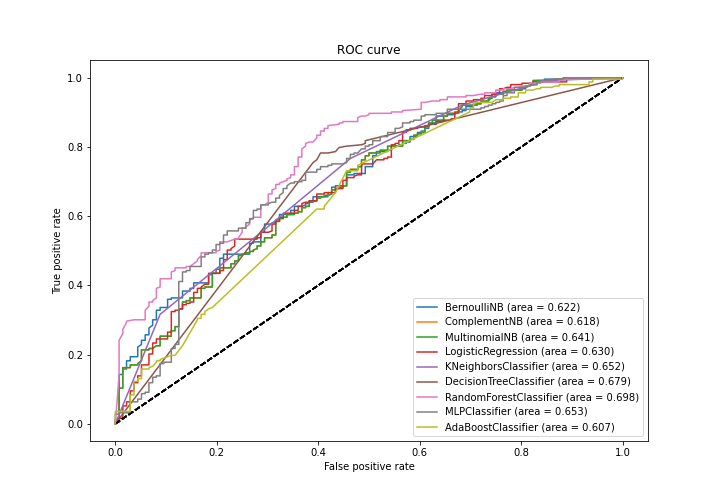 ROC curve
True positive rate
1.0
0.8
0.6
0.4
0.2
0.0
BernoulliNB (area = 0.622)
ComplementNB (area = 0.618)
MultinomialNB (area = 0.641)
LogisticRegression (area = 0.630)
KNeighborsClassifier (area = 0.652)
DecisionTreeClassifier (area = 0.679)
RandomForestClassifier (area = 0.698)
MLPClassifier (area = 0.653)
AdaBoostClassifier (area = 0.607)
0.0 0.2 0.4 0.6 0.8 1.0
False positive rate